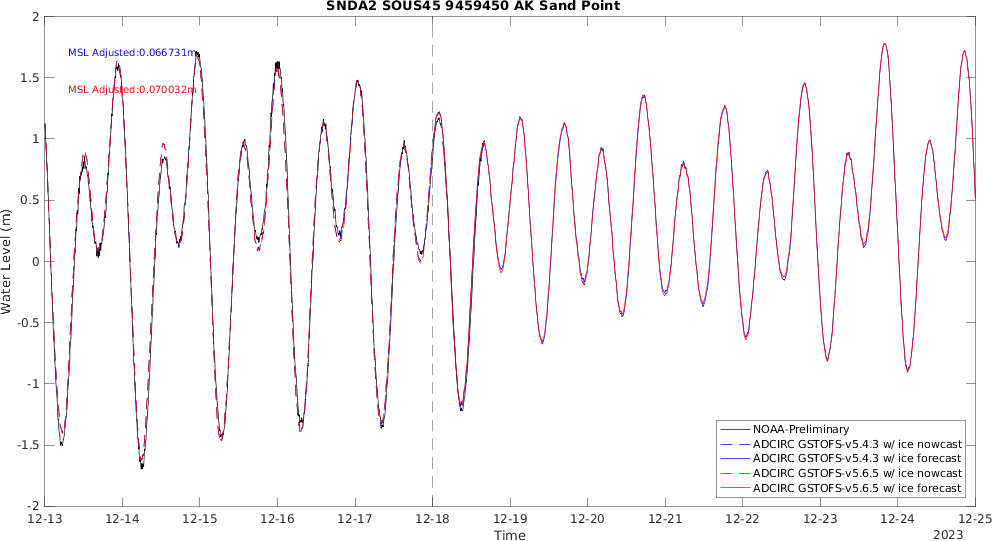 SNDA2 SOUS45 9459450 AK Sand Point
2
MSL Adjusted:0.066731m
1.5
MSL Adjusted:0.070032m
1
0.5
0
-0.5
-1
-1.5
-2
Water Level (m)
NOAA-Preliminary
ADCIRC GSTOFS-v5.4.3 w/ ice nowcast
ADCIRC GSTOFS-v5.4.3 w/ ice forecast
ADCIRC GSTOFS-v5.6.5 w/ ice nowcast
ADCIRC GSTOFS-v5.6.5 w/ ice forecast
12-13 12-14 12-15 12-16 12-17 12-18 12-19 12-20 12-21 12-22 12-23 12-24 12-25
Time
2023